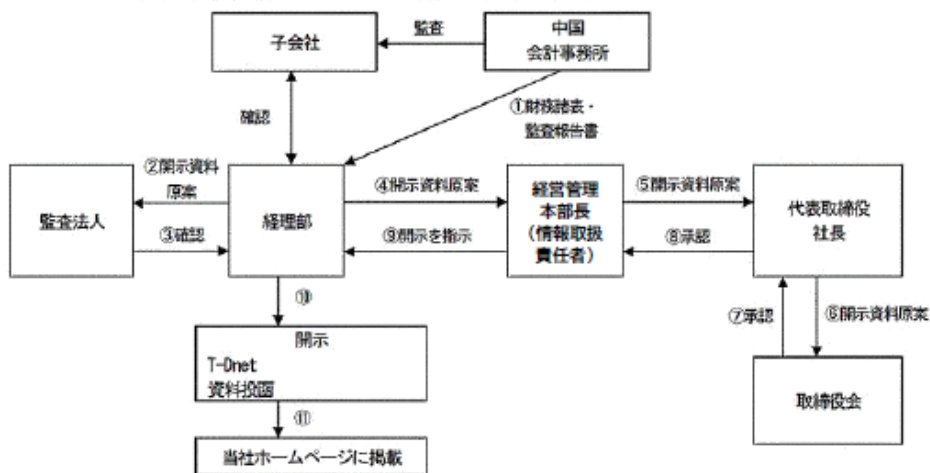 子会社
監査
中国
会計事務所
確認
①財務諸表・
監査報告書
監査法人
②開示資料
原案
③確認
経理部
④開示資料原案
⑨開示を指示
経営管理
本部長
(情報取扱
責任者)
⑤開示資料原案
⑧承認
代表取締役
社長
⑦承認
⑥開示資料原案
取締役会
⑩
開示
T-Dnet
資料投函
⑪
当社ホームページに掲載